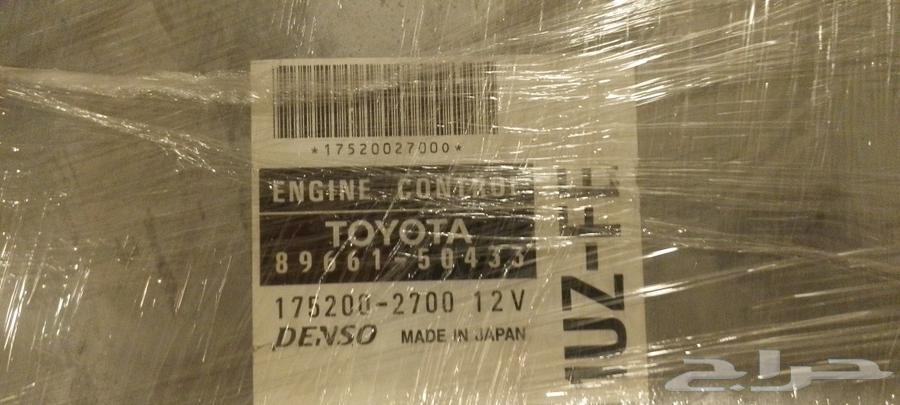 *17520027000*
ENGINE CONTROL
TOYOTA
89661-50433
175200-2700 12V
DENSO MADE IN JAPAN
1UZ-FE
حراج